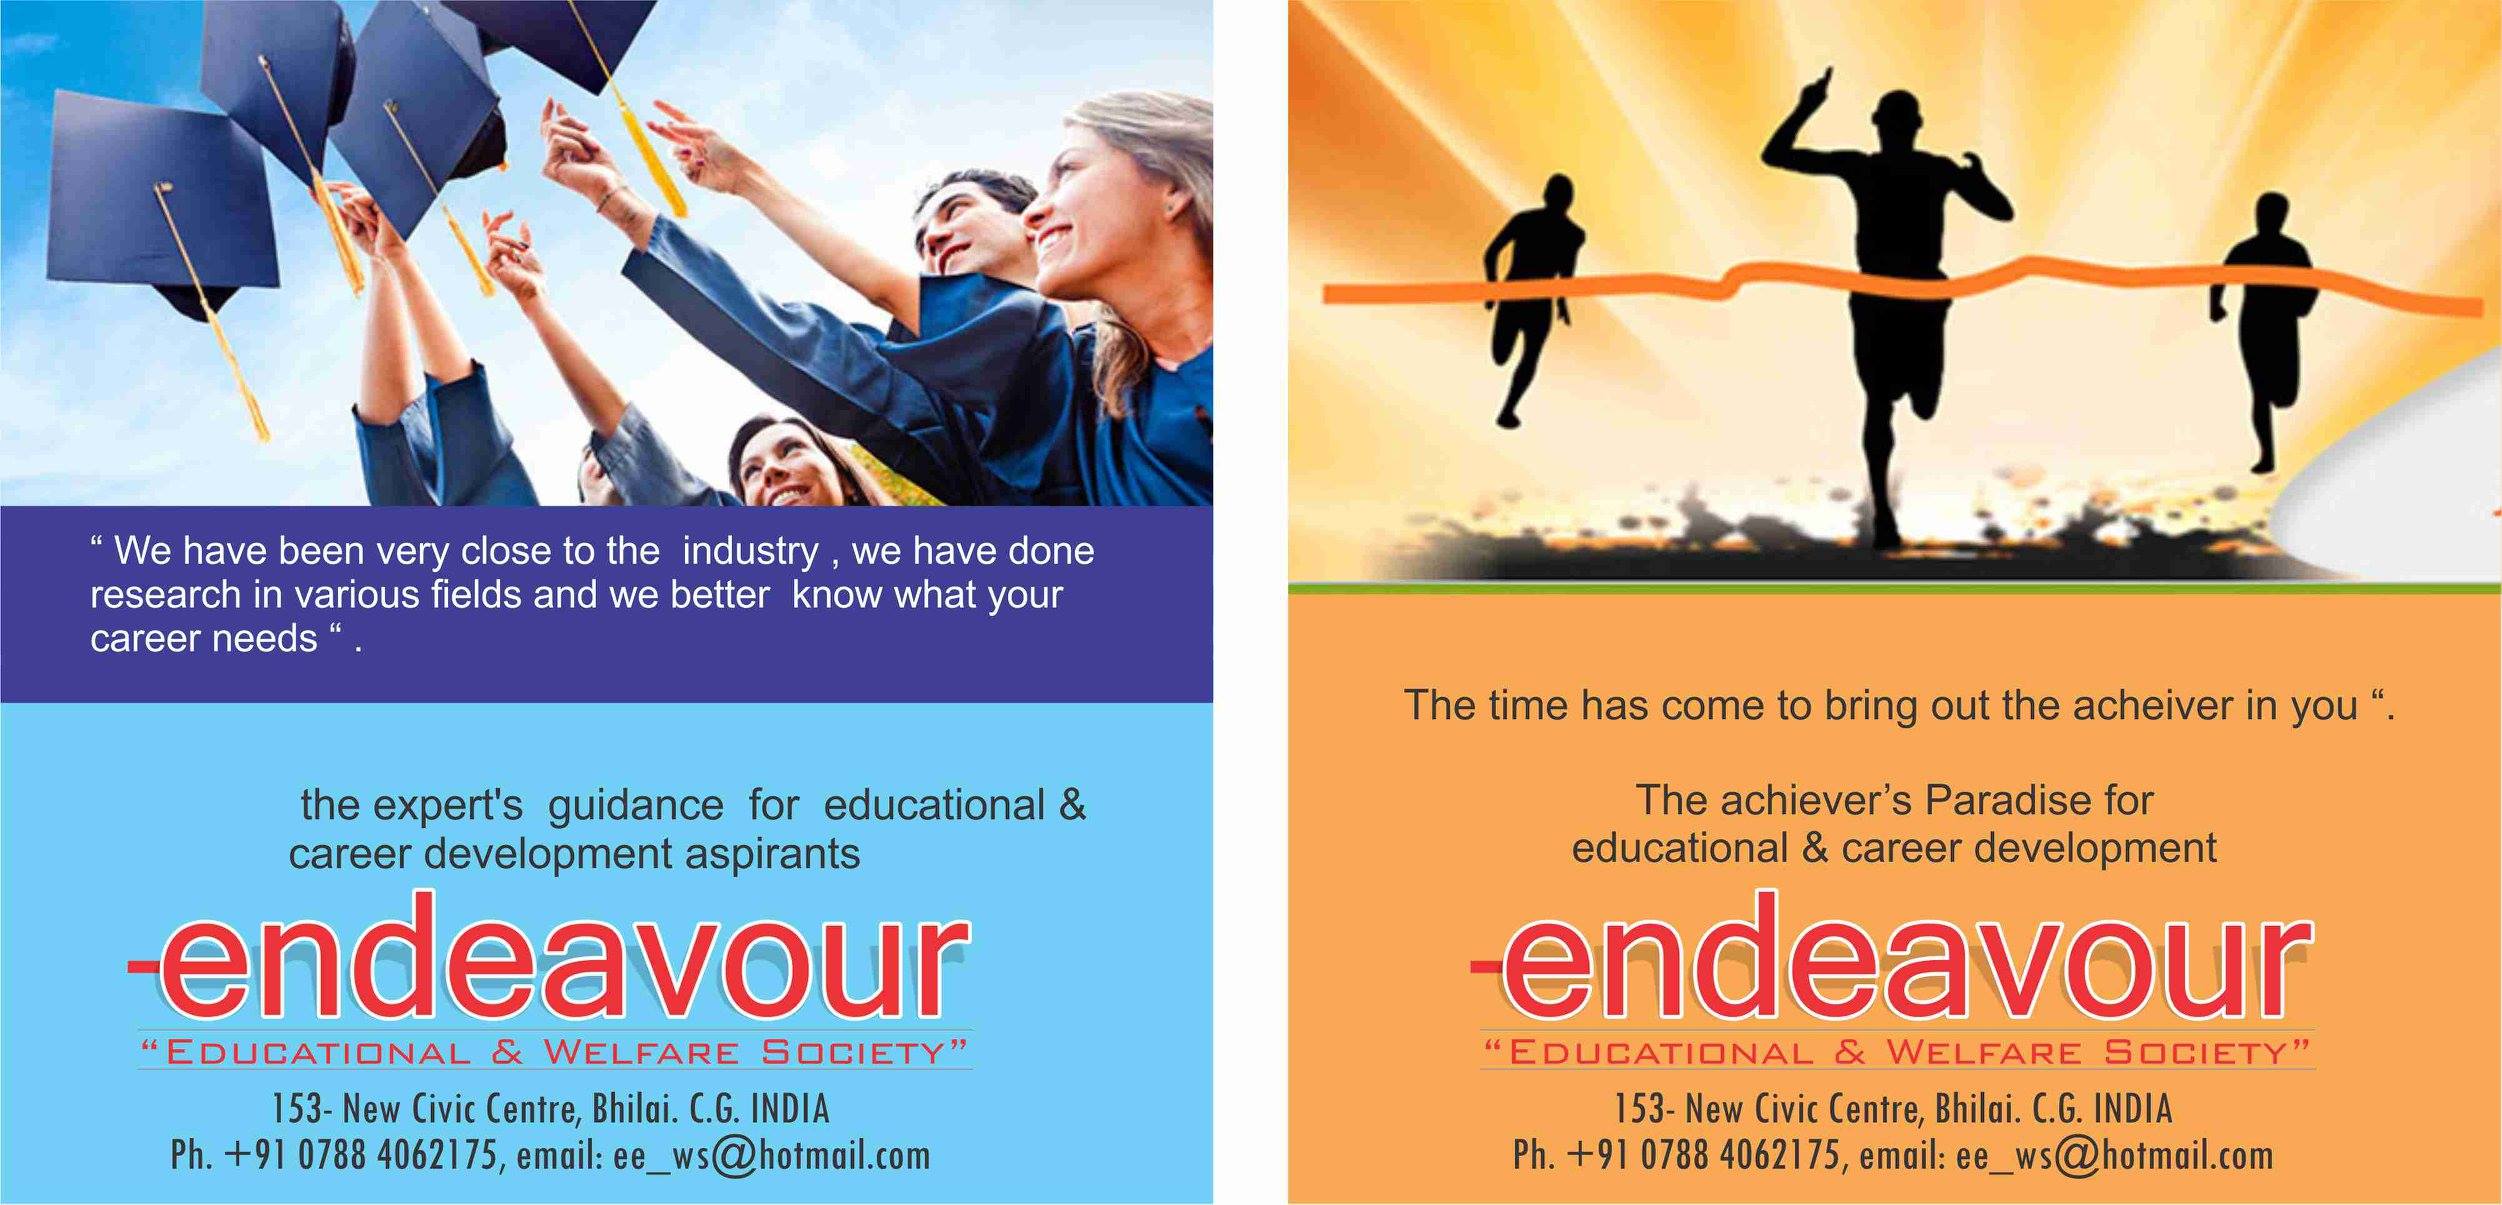 “ We have been very close to the industry , we have done
research in various fields and we better know what your
career needs “ .
the expert's guidance for educational &
career development aspirants
endeavour
“EDUCATIONAL & WELFARE SOCIETY”
153- New Civic Centre, Bhilai. C.G. INDIA
Ph. +91 0788 4062175, email: ee_ws@hotmail.com
The time has come to bring out the acheiver in you “.
The achiever’s Paradise for
educational & career development
endeavour
“EDUCATIONAL & WELFARE SOCIETY”
153- New Civic Centre, Bhilai. C.G. INDIA
Ph. +91 0788 4062175, email: ee_ws@hotmail.com